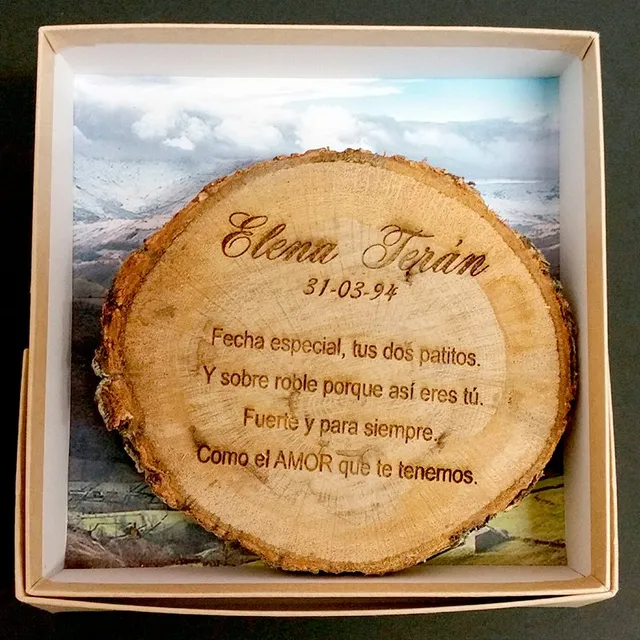 Elena Terán
31-03-94
Fecha especial, tus dos patitos.
Y sobre roble porque así eres tú.
Fuerte y para siempre.
Como el AMOR que te tenemos.